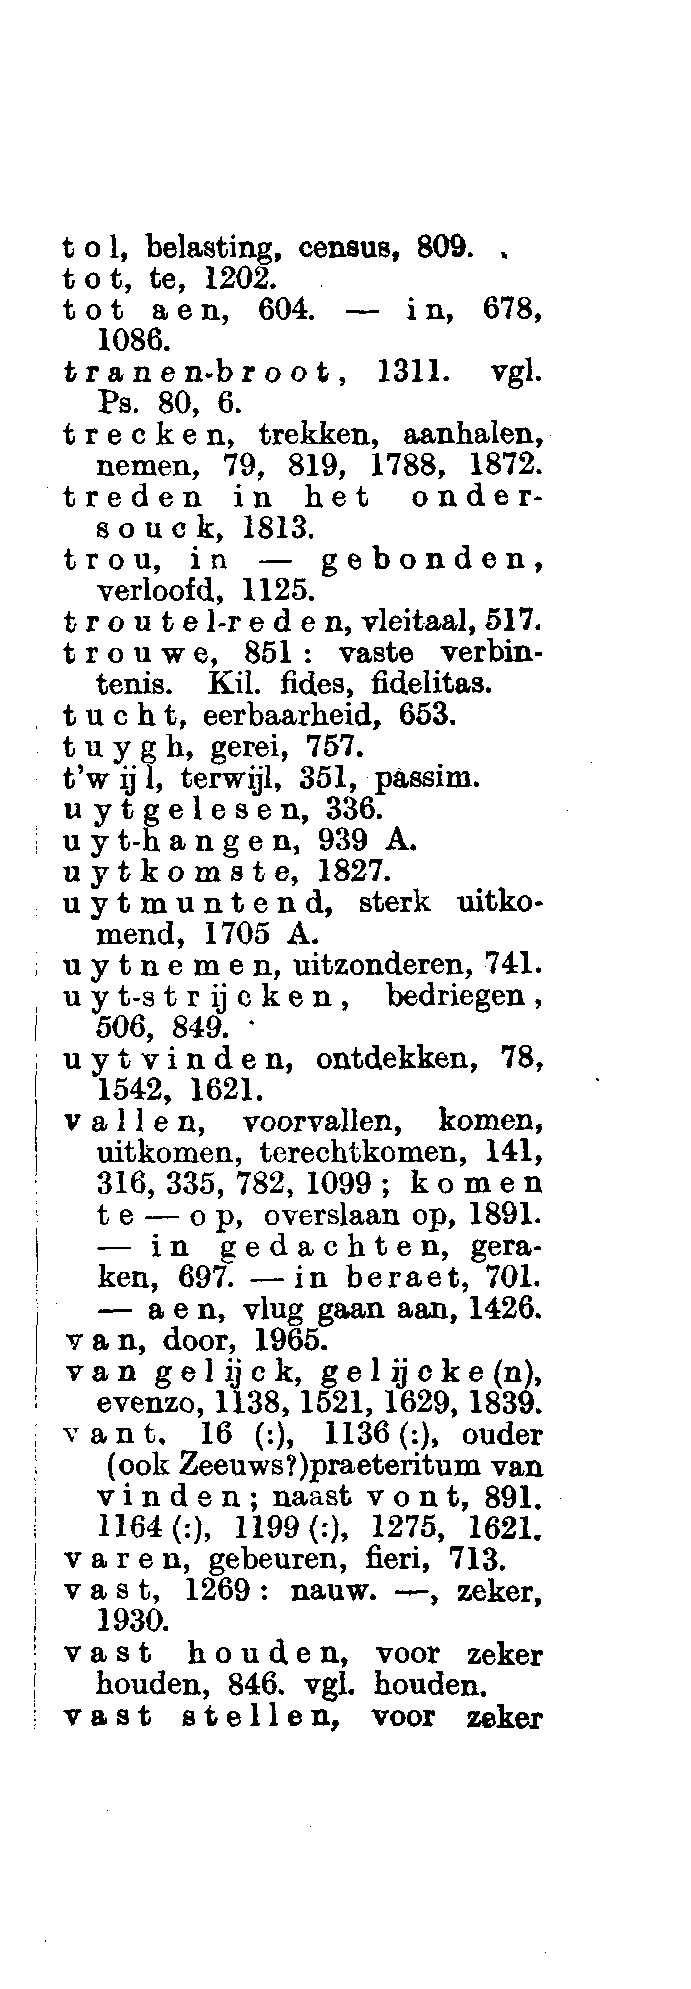 tol, belasting, census, 809.
tot, te, 1202.
tot aen, 604. — in, 678,
1086.
tranen-broot, 1311. vgl.
Ps. 80, 6.
trecken, trekken, aanhalen,
nemen, 79, 819, 1788, 1872.
treden in het onder-
souck, 1813.
trou, in — gebonden,
verloofd, 1125.
troutel-reden, vleitaal, 517.
trouwe, 851 : vaste verbin-
tenis. Kil. fides, fidelitas.
tucht, eerbaarheid, 653.
tuygh, gerei, 757.
t'wijl, terwijl, 351, passim.
uytgelesen, 336.
uyt-hangen, 939 A.
uytkomste, 1827.
uytmuntend, sterk uitko-
mend, 1705 A.
uytnemen, uitzonderen, 741.
uyt-strijcken, bedriegen,
506, 849.
uytvinden, ontdekken, 78,
1542, 1621.
vallen, voorvallen, komen,
uitkomen, terechtkomen, 141,
316, 335, 782, 1099 ; komen
te — op, overslaan op, 1891.
— in gedachten, gera-
ken, 697. — in beraet, 701.
— aen, vlug gaan aan, 1426.
van, door, 1965.
van gelijck, gelijcke(n),
evenzo, 1138, 1521, 1629, 1839.
vant. 16 (:), 1136 (:), ouder
(ook Zeeuws?)praeteritum van
vinden ; naast vont, 891.
1164 (:), 1199 (:), 1275, 1621.
varen, gebeuren, fieri, 713.
vast, 1269 : nauw. —, zeker,
1930.
vast houden, voor zeker
houden, 846. vgl. houden.
vast stellen, voor zeker